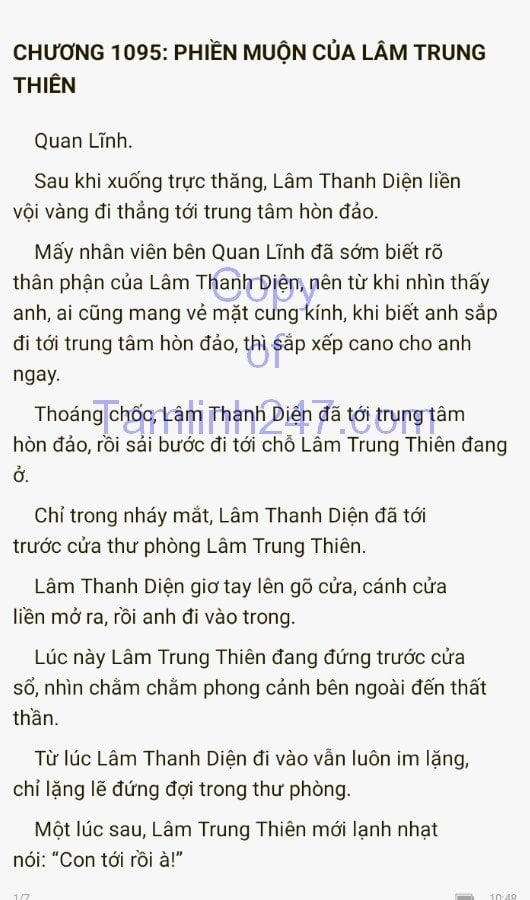 CHƯƠNG 1095: PHIỀN MUỘN CỦA LÂM TRUNG
THIÊN
Quan Lĩnh.
Sau khi xuống trực thăng, Lâm Thanh Diện liền
vội vàng đi thẳng tới trung tâm hòn đảo.
Mấy nhân viên bên Quan Lĩnh đã sớm biết rõ
thân phận của Lâm Thanh Diện, nên từ khi nhìn thấy
anh, ai cũng mang vẻ mặt cung kính, khi biết anh sắp
đi tới trung tâm hòn đảo, thì sắp xếp cano cho anh
ngay.
Thoáng chốc, Lâm Thanh Diện đã tới trung tâm
hòn đảo, rồi sải bước đi tới chỗ Lâm Trung Thiên đang
ở.
Chỉ trong nháy mắt, Lâm Thanh Diện đã tới
trước cửa thư phòng Lâm Trung Thiên.
Lâm Thanh Diện giơ tay lên gõ cửa, cánh cửa
liền mở ra, rồi anh đi vào trong.
Lúc này Lâm Trung Thiên đang đứng trước cửa
sổ, nhìn chằm chằm phong cảnh bên ngoài đến thất
thần.
Từ lúc Lâm Thanh Diện đi vào vẫn luôn im lặng,
chỉ lặng lẽ đứng đợi trong thư phòng.
Một lúc sau, Lâm Trung Thiên mới lạnh nhạt
nói: “Con tới rồi à!”
Copy
of
Tamlinh247.com
1/7
10:48